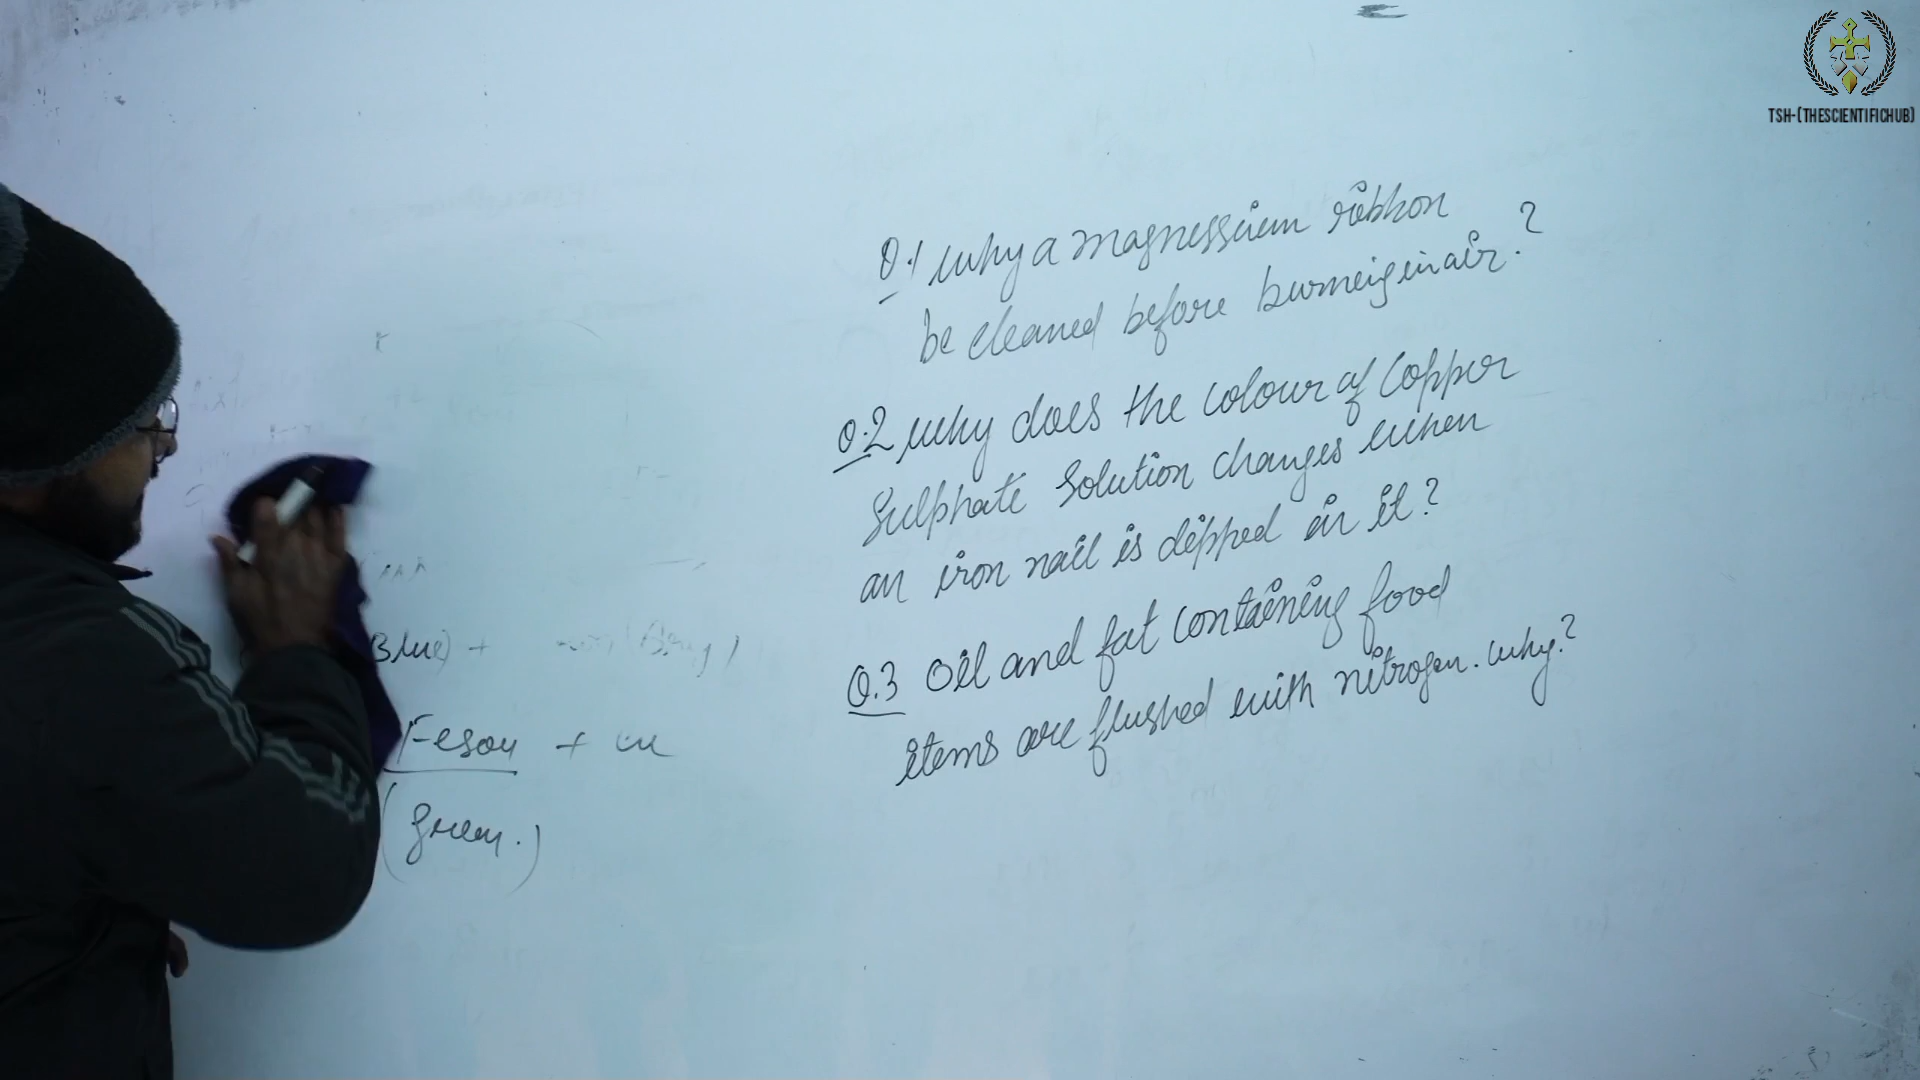 TSH-(THESCIENTIFICHUB)
Q.1 Why a magnessium ribbon
be cleaned before burneig in air.?
Q.2 Why does the colour of Copper
Sulphate Solution changes when
an iron nail is dipped in it?
Q.3 Oil and fat containing food
items are flushed with nitrogen. why?
Blue) +
Feso4 + cu
(green.)